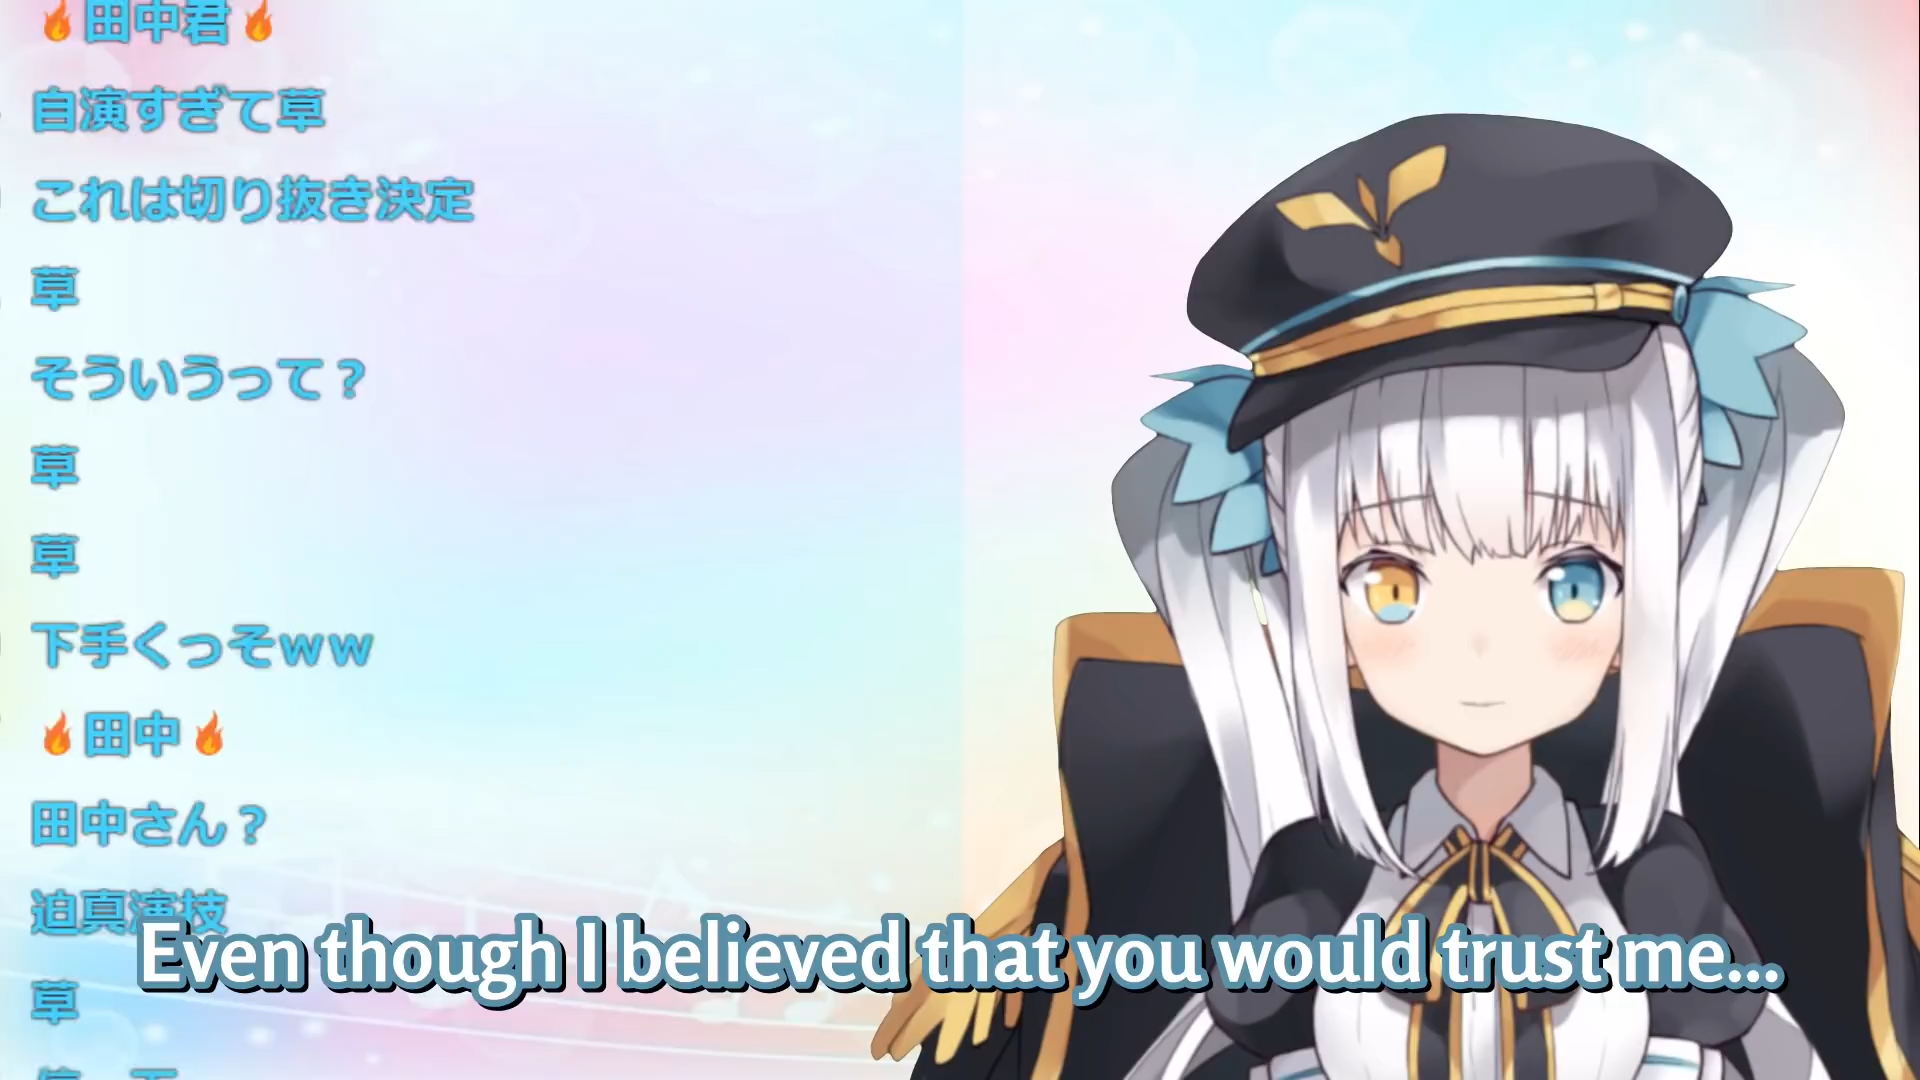 🔥田中君🔥
自演すぎて草
これは切り抜き決定
草
そういうって？
草
草
下手くっそｗｗ
🔥田中🔥
田中さん？
迫真演技
Even though I believed that you would trust me...
草